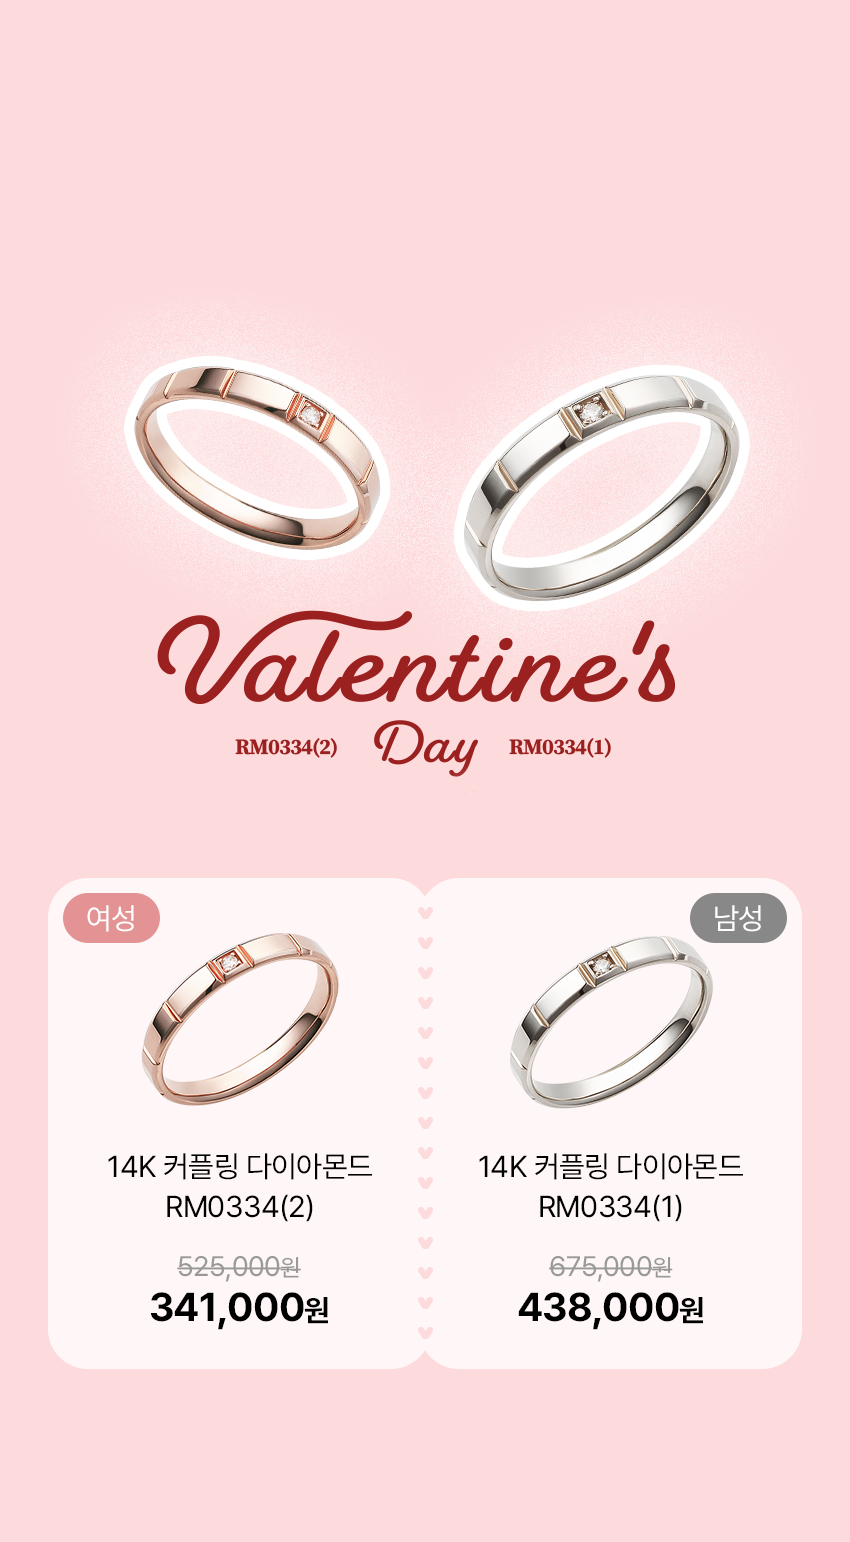 Valentine's
RM0334(2) Day RM0334(1)
여성
14K 커플링 다이아몬드
RM0334(2)
525,000원
341,000원
남성
14K 커플링 다이아몬드
RM0334(1)
675,000원
438,000원